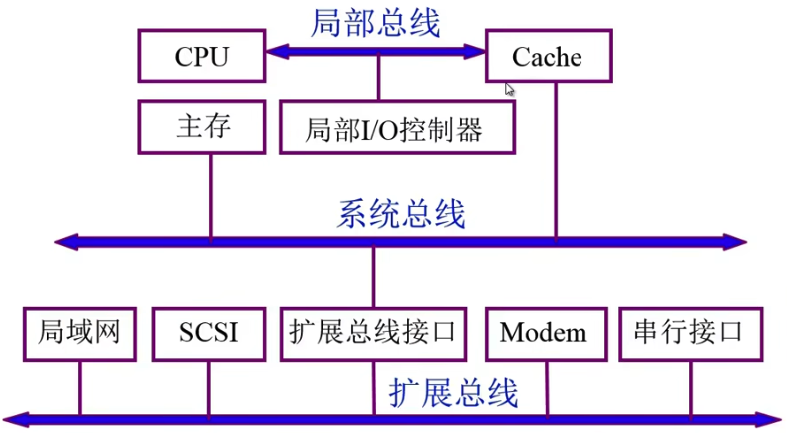 局部总线
CPU
Cache
主存
局部I/O控制器
系统总线
局域网
SCSI
扩展总线接口
Modem
串行接口
扩展总线